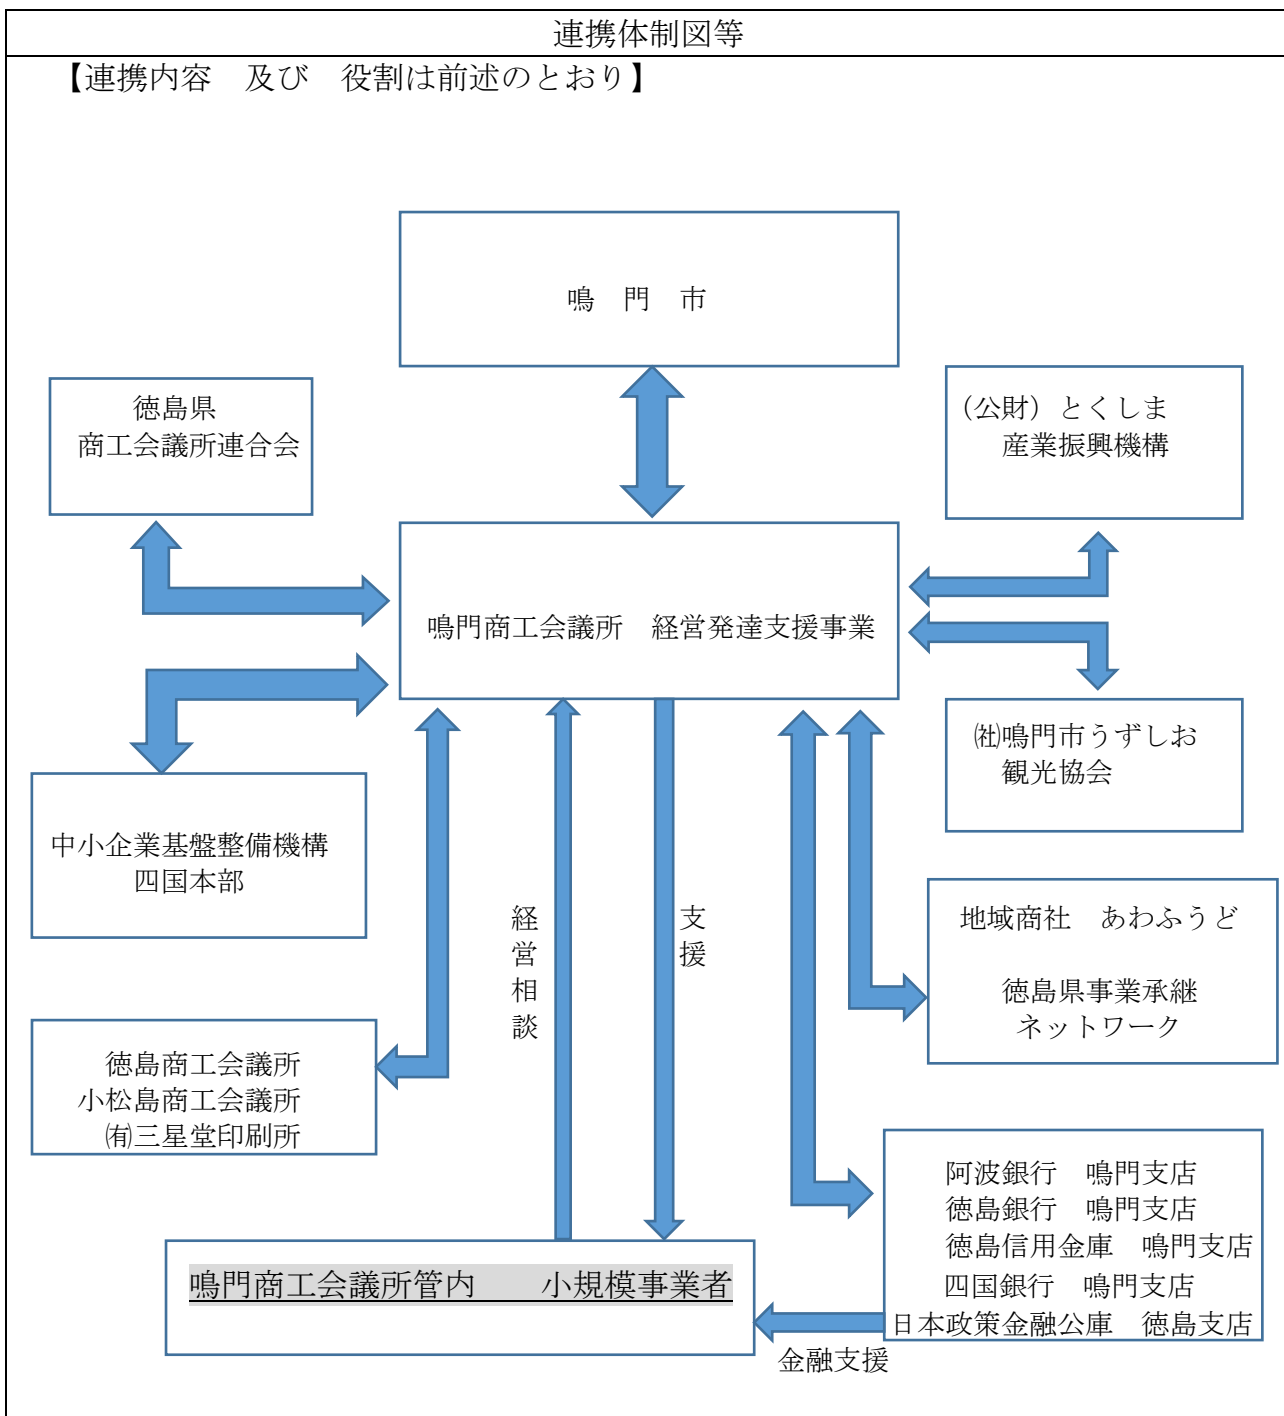 連携体制図等
【連携内容　及び　役割は前述のとおり】
鳴　門　市
徳島県
商工会議所連合会
（公財）とくしま
産業振興機構
鳴門商工会議所　経営発達支援事業
㈳鳴門市うずしお
観光協会
中小企業基盤整備機構
四国本部
経営相談
支援
地域商社　あわふうど
徳島県事業承継
ネットワーク
徳島商工会議所
小松島商工会議所
㈲三星堂印刷所
阿波銀行　鳴門支店
徳島銀行　鳴門支店
徳島信用金庫　鳴門支店
四国銀行　鳴門支店
日本政策金融公庫　徳島支店
鳴門商工会議所管内　　小規模事業者
金融支援